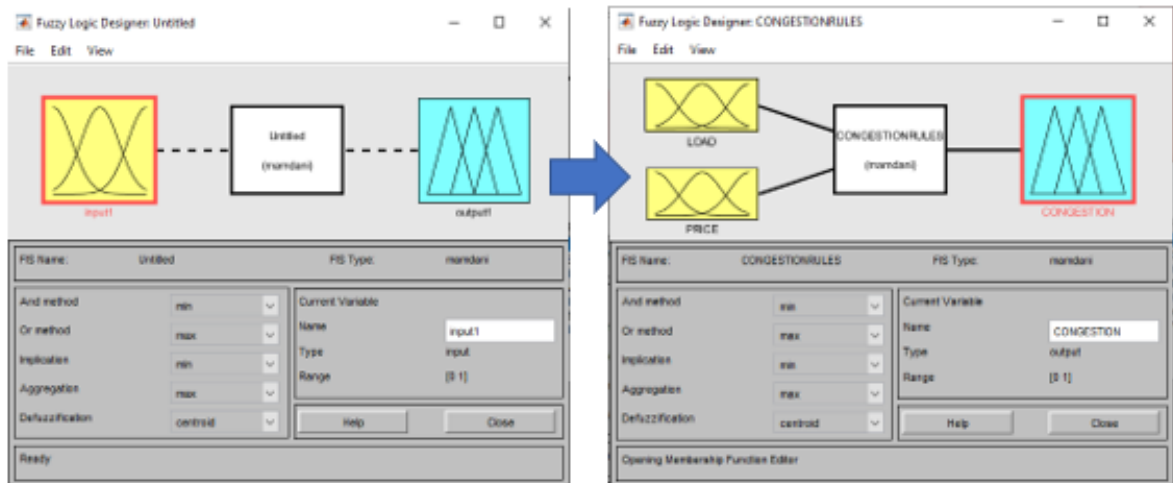 Fuzzy Logic Designer: Untitled
File Edit View
Untitled
(mamdani)
input1
output1
FIS Name: Untitled FIS Type: mamdani
And method min
Or method max
Implication min
Aggregation max
Defuzzification centroid
Current Variable
Name input1
Type input
Range [0 1]
Help Close
Ready
Fuzzy Logic Designer: CONGESTIONRULES
File Edit View
LOAD
PRICE
CONGESTIONRULES
(mamdani)
CONGESTION
FIS Name: CONGESTIONRULES FIS Type: mamdani
And method min
Or method max
Implication min
Aggregation max
Defuzzification centroid
Current Variable
Name CONGESTION
Type output
Range [0 1]
Help Close
Opening Membership Function Editor